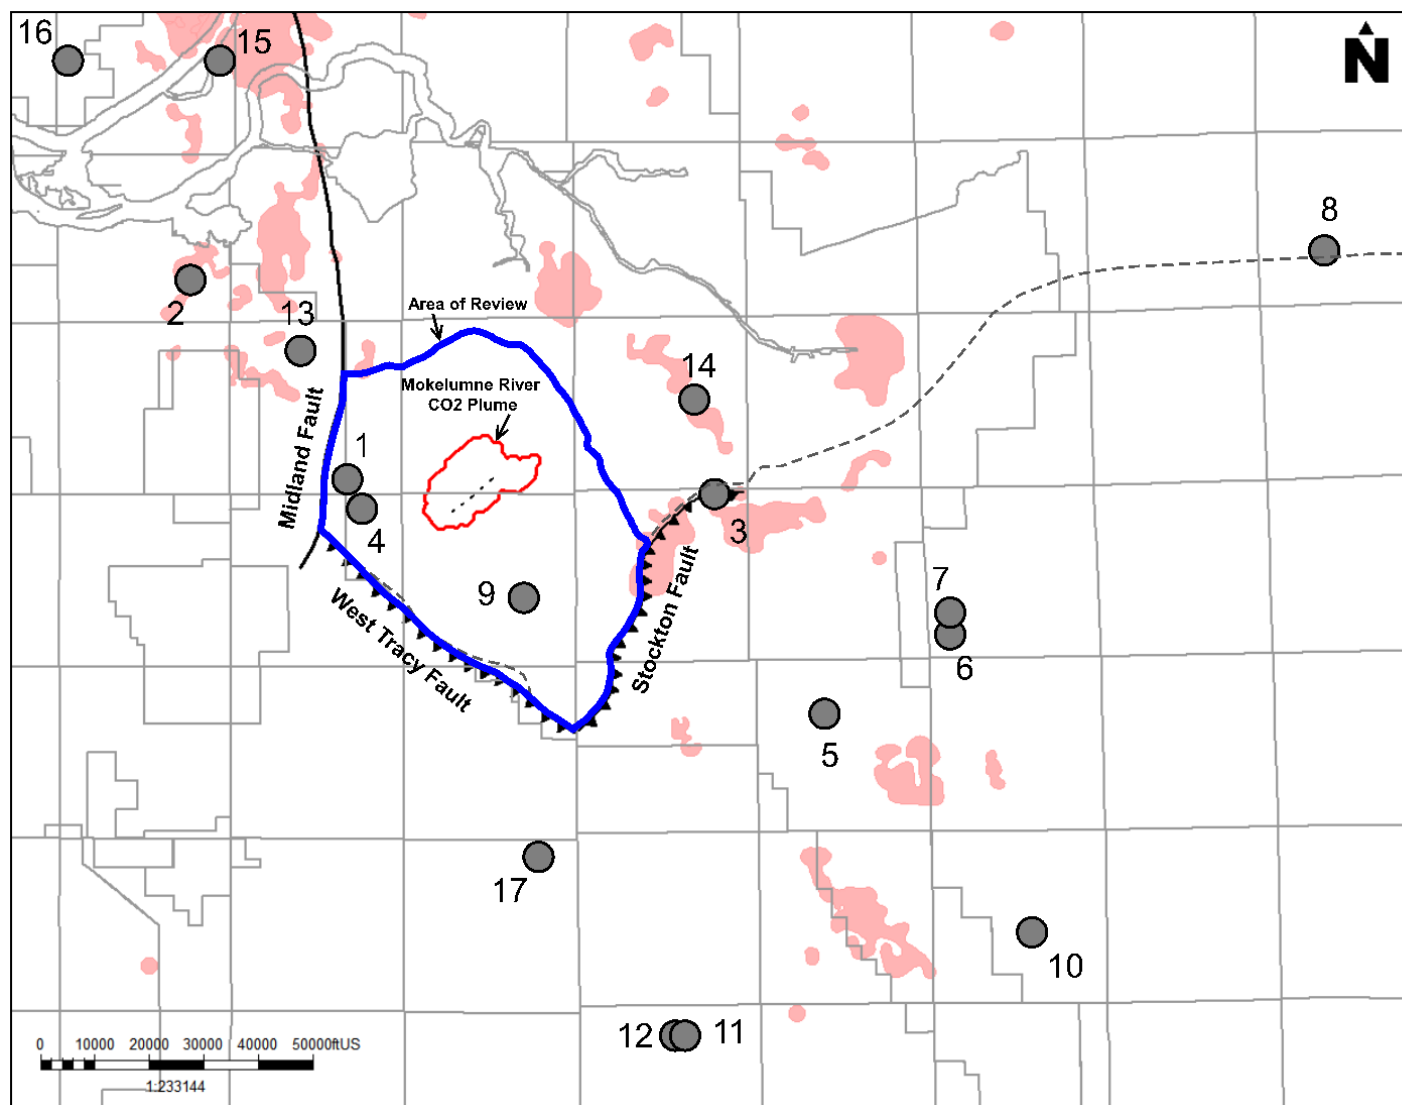 16
15
N
8
2
13
Area of Review
14
Mokelumne River
CO2 Plume
Midland Fault
1
4
3
9
7
6
West Tracy Fault
Stockton Fault
5
17
10
12
11
0 10000 20000 30000 40000 50000ftUS
1:233144